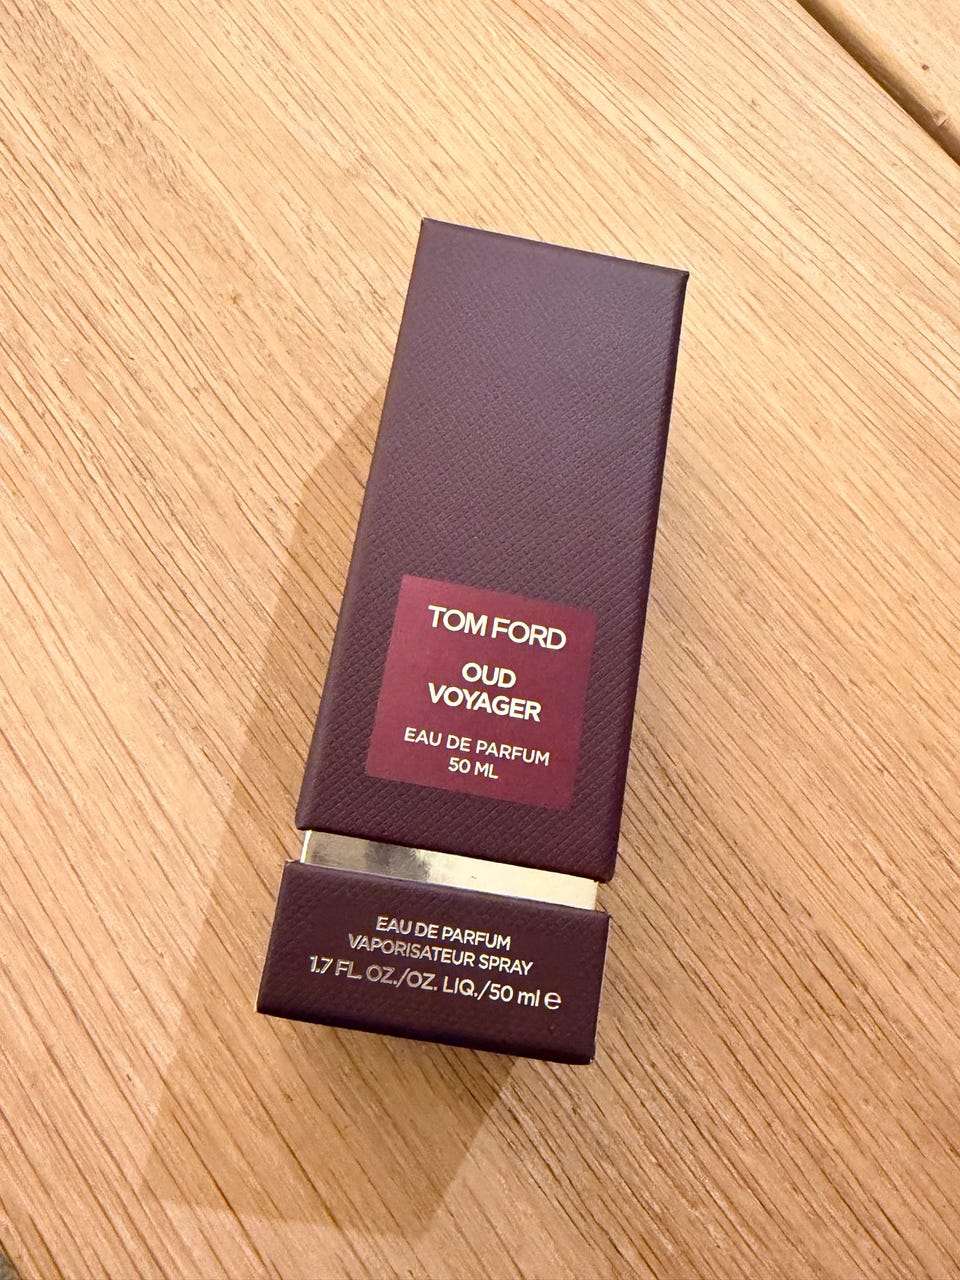 TOM FORD
OUD
VOYAGER
EAU DE PARFUM
50 ML
EAU DE PARFUM
VAPORISATEUR SPRAY
1.7 FL. OZ./OZ. LIQ./50 ml ℮